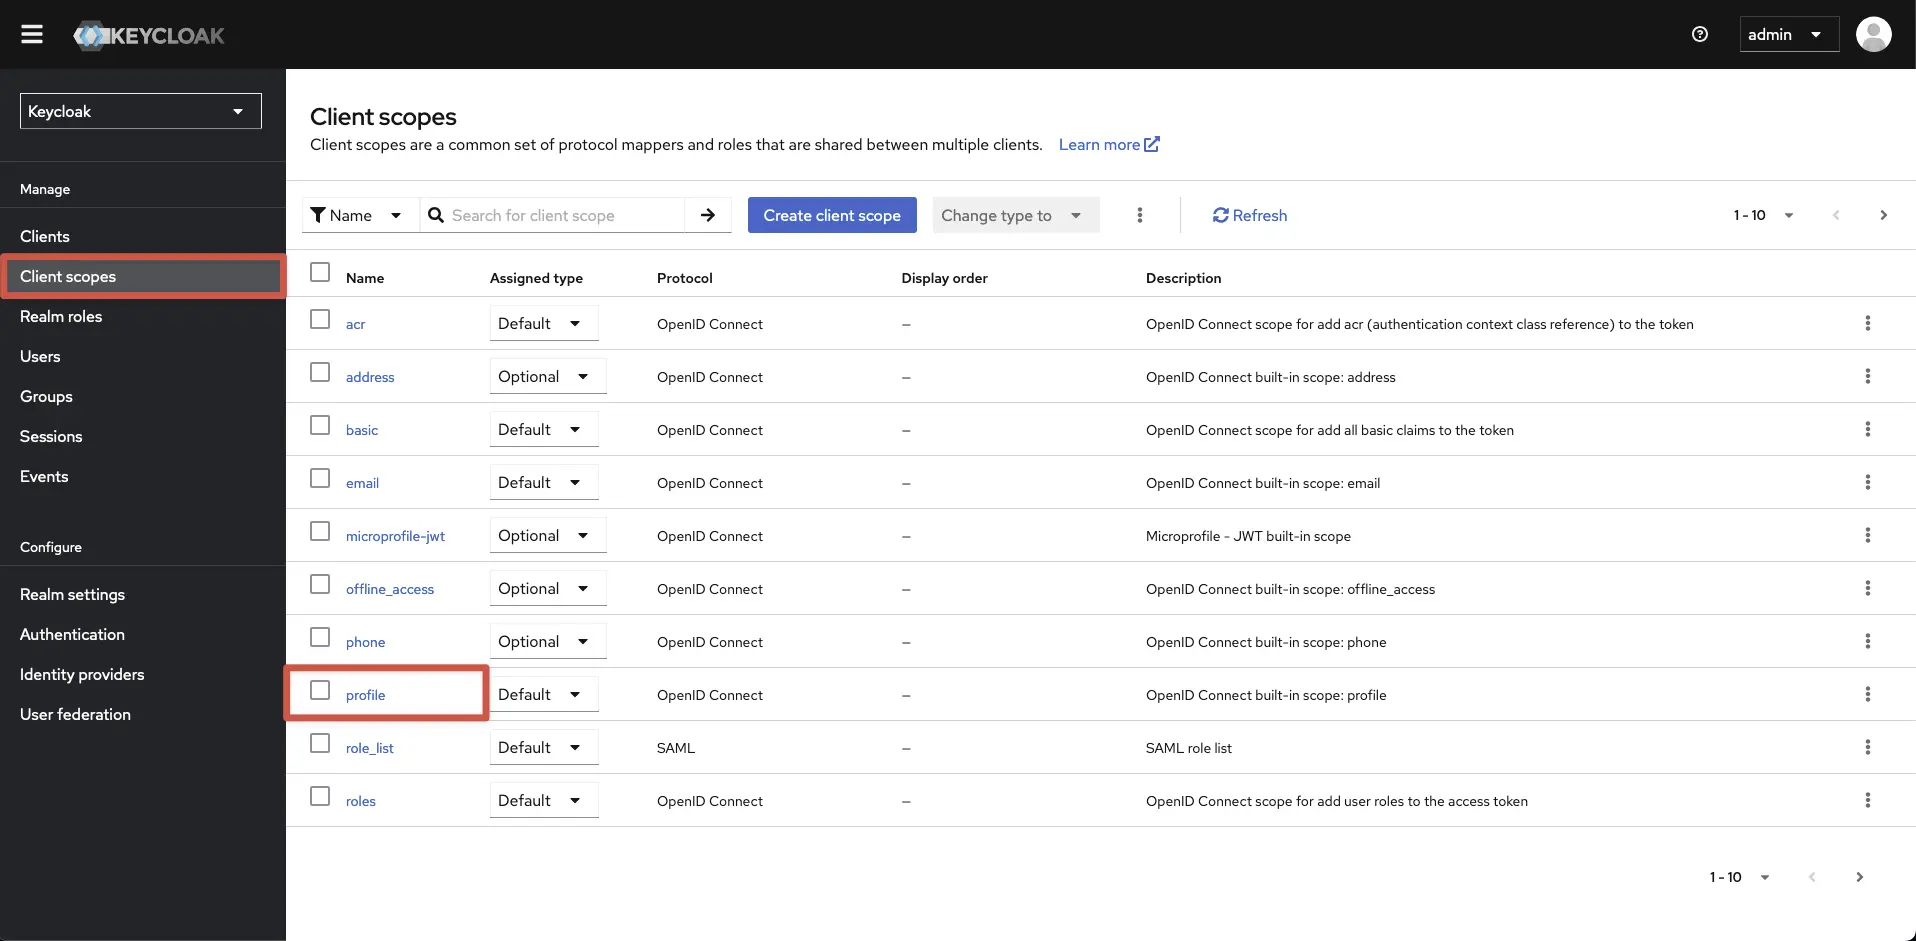 KEYCLOAK
admin
Keycloak
Manage
Clients
Client scopes
Realm roles
Users
Groups
Sessions
Events
Configure
Realm settings
Authentication
Identity providers
User federation
Client scopes
Client scopes are a common set of protocol mappers and roles that are shared between multiple clients. Learn more
Name Search for client scope Create client scope Change type to Refresh 1 - 10
Name Assigned type Protocol Display order Description
acr Default OpenID Connect – OpenID Connect scope for add acr (authentication context class reference) to the token
address Optional OpenID Connect – OpenID Connect built-in scope: address
basic Default OpenID Connect – OpenID Connect scope for add all basic claims to the token
email Default OpenID Connect – OpenID Connect built-in scope: email
microprofile-jwt Optional OpenID Connect – Microprofile - JWT built-in scope
offline_access Optional OpenID Connect – OpenID Connect built-in scope: offline_access
phone Optional OpenID Connect – OpenID Connect built-in scope: phone
profile Default OpenID Connect – OpenID Connect built-in scope: profile
role_list Default SAML – SAML role list
roles Default OpenID Connect – OpenID Connect scope for add user roles to the access token
1 - 10